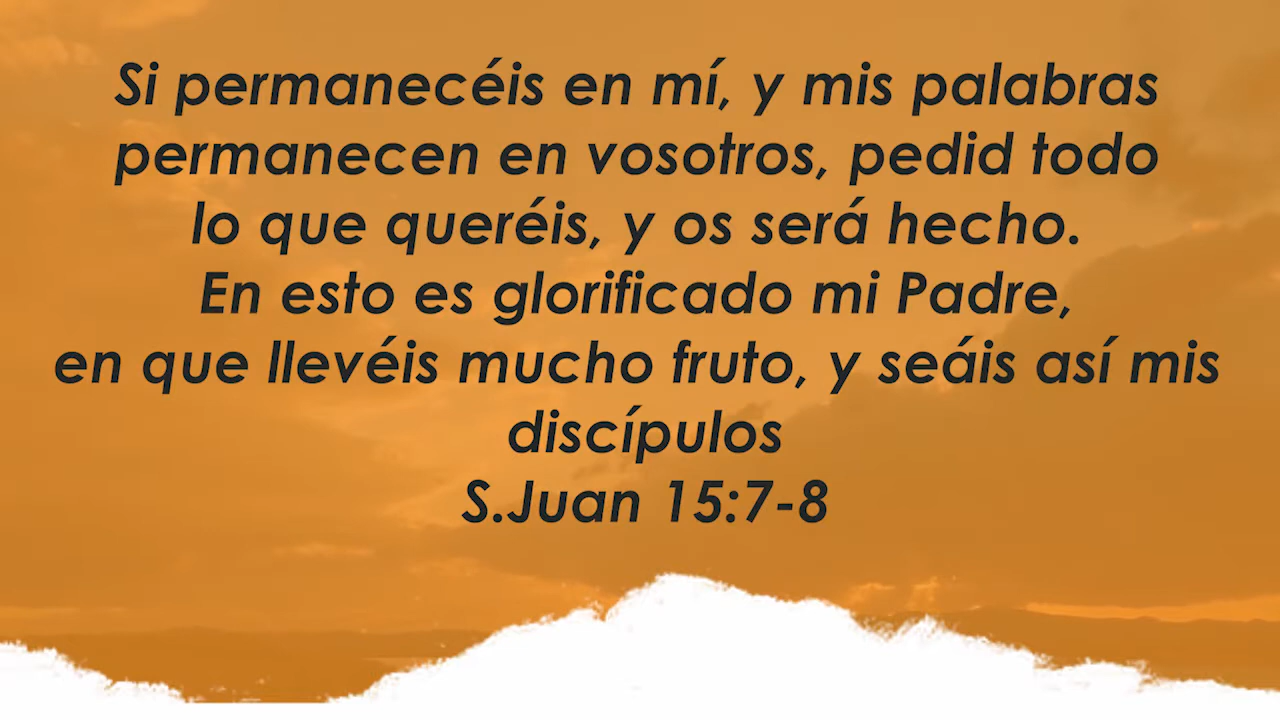 Si permanecéis en mí, y mis palabras
permanecen en vosotros, pedid todo
lo que queréis, y os será hecho.
En esto es glorificado mi Padre,
en que llevéis mucho fruto, y seáis así mis
discípulos
S.Juan 15:7-8